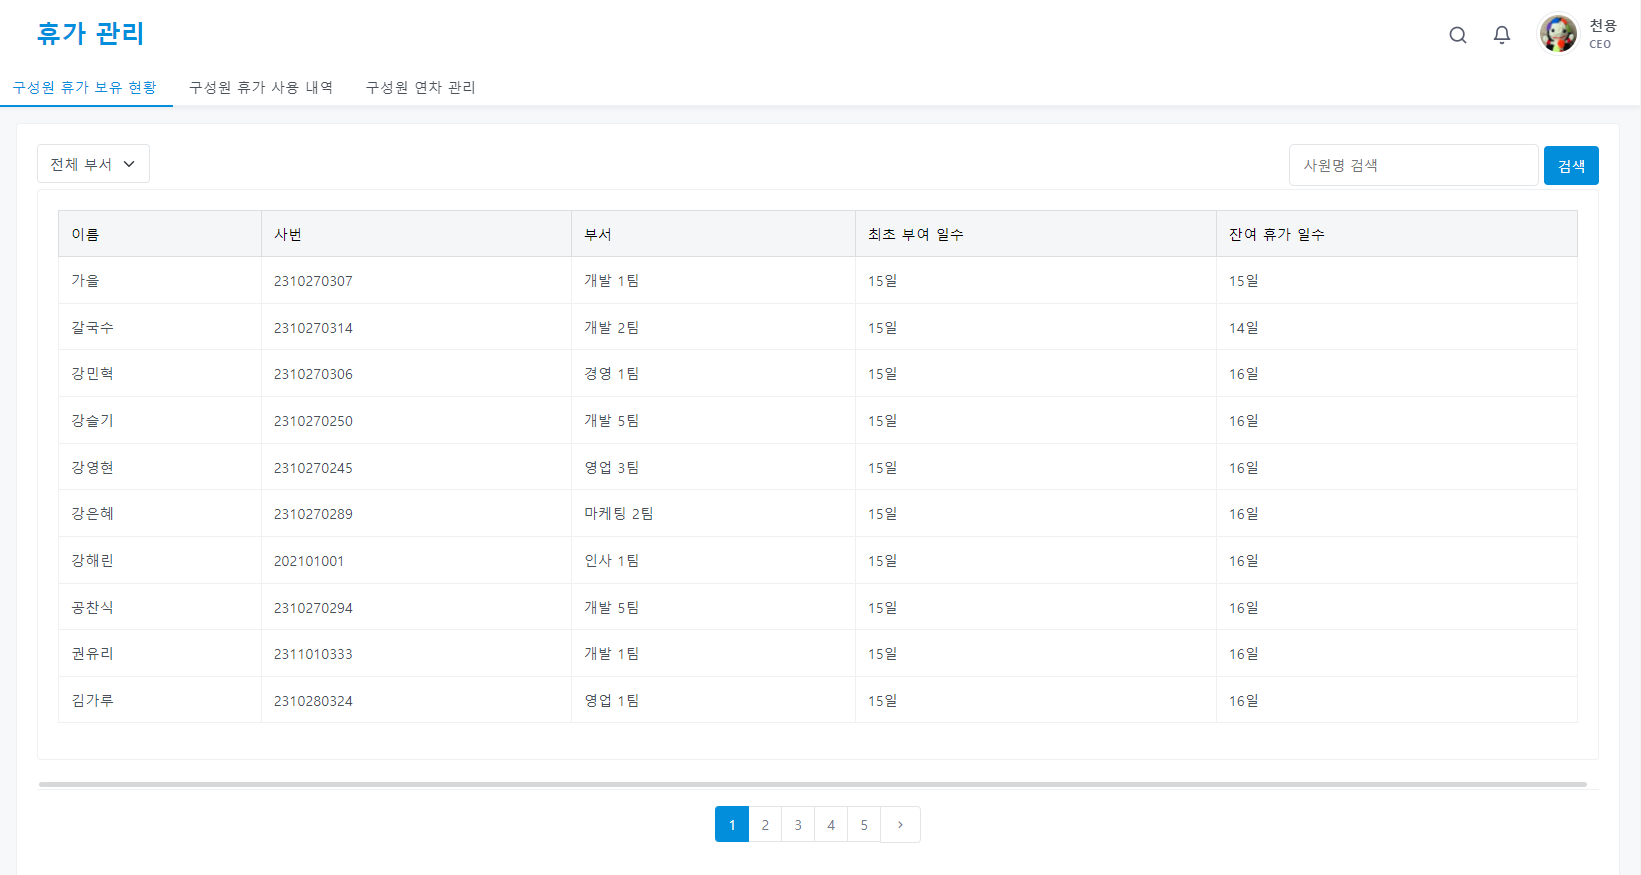 휴가 관리
천용
CEO
구성원 휴가 보유 현황 구성원 휴가 사용 내역 구성원 연차 관리
전체 부서 사원명 검색 검색
이름 사번 부서 최초 부여 일수 잔여 휴가 일수
가을 2310270307 개발 1팀 15일 15일
갈국수 2310270314 개발 2팀 15일 14일
강민혁 2310270306 경영 1팀 15일 16일
강슬기 2310270250 개발 5팀 15일 16일
강영현 2310270245 영업 3팀 15일 16일
강은혜 2310270289 마케팅 2팀 15일 16일
강해린 202101001 인사 1팀 15일 16일
공찬식 2310270294 개발 5팀 15일 16일
권유리 2311010333 개발 1팀 15일 16일
김가루 2310280324 영업 1팀 15일 16일
1 2 3 4 5 ›